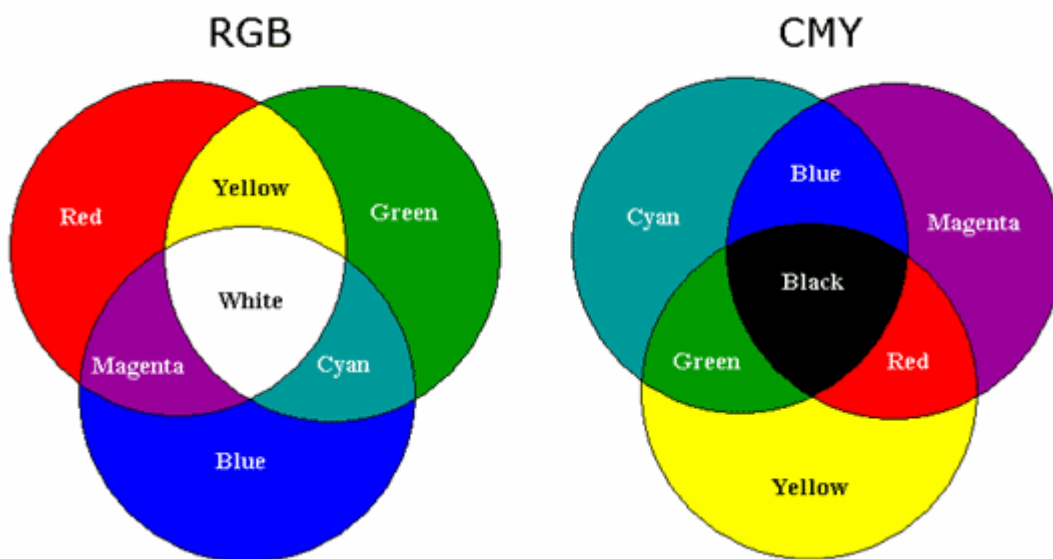 RGB
Yellow
Red
Green
White
Magenta
Cyan
Blue
CMY
Blue
Cyan
Magenta
Black
Green
Red
Yellow